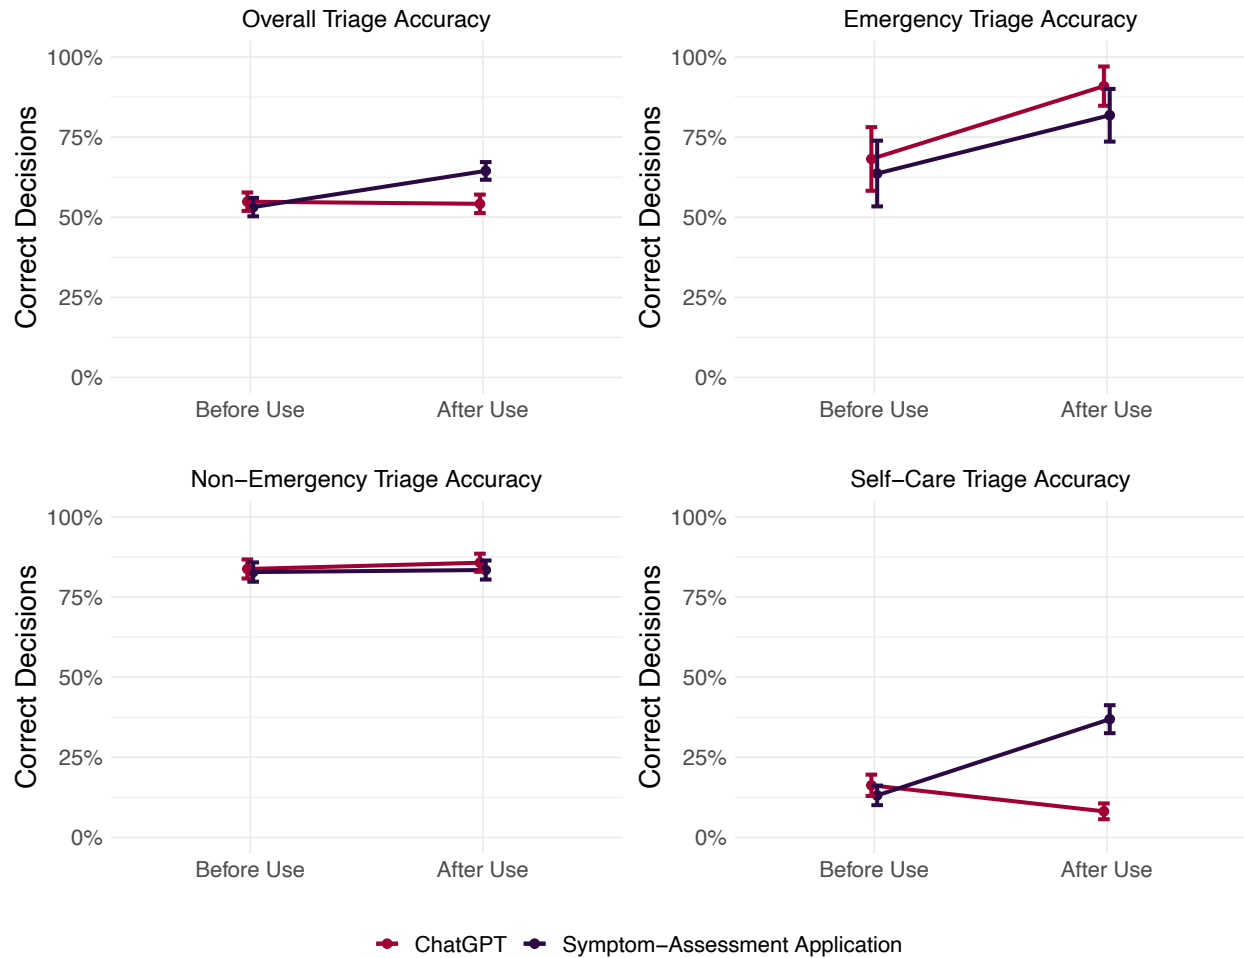 Overall Triage Accuracy
Correct Decisions
100%
75%
50%
25%
0%
Before Use
After Use
Emergency Triage Accuracy
Correct Decisions
100%
75%
50%
25%
0%
Before Use
After Use
Non−Emergency Triage Accuracy
Correct Decisions
100%
75%
50%
25%
0%
Before Use
After Use
Self−Care Triage Accuracy
Correct Decisions
100%
75%
50%
25%
0%
Before Use
After Use
ChatGPT
Symptom−Assessment Application